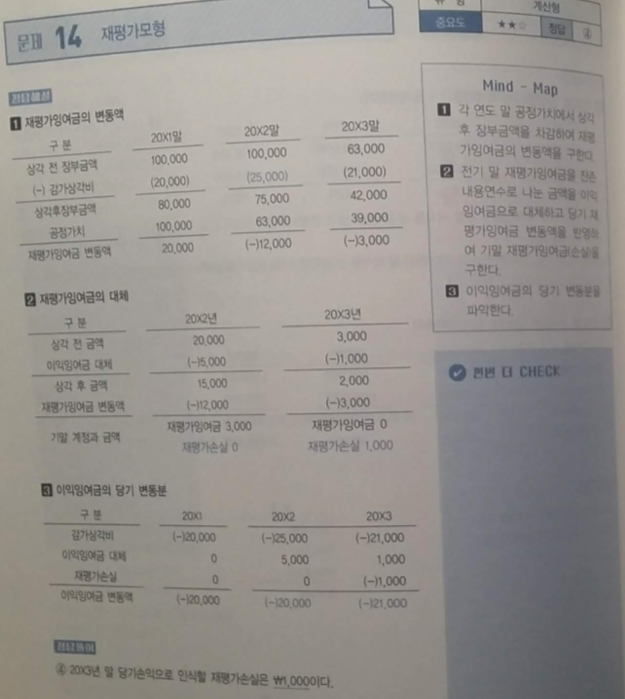 문제 14 재평가모형
유 형 계산형
중요도 ★★☆ 정답 ④
정답해설
1 재평가잉여금의 변동액
구 분 20X1말 20X2말 20X3말
상각 전 장부금액 100,000 100,000 63,000
(-) 감가상각비 (20,000) (25,000) (21,000)
상각후장부금액 80,000 75,000 42,000
공정가치 100,000 63,000 39,000
재평가잉여금 변동액 20,000 (-)12,000 (-)3,000
2 재평가잉여금의 대체
구 분 20X2년 20X3년
상각 전 금액 20,000 3,000
이익잉여금 대체 (-)5,000 (-)1,000
상각 후 금액 15,000 2,000
재평가잉여금 변동액 (-)12,000 (-)3,000
기말 계정과 금액 재평가잉여금 3,000 재평가잉여금 0
재평가손실 0 재평가손실 1,000
3 이익잉여금의 당기 변동분
구 분 20X1 20X2 20X3
감가상각비 (-)20,000 (-)25,000 (-)21,000
이익잉여금 대체 0 5,000 1,000
재평가손실 0 0 (-)1,000
이익잉여금 변동액 (-)20,000 (-)20,000 (-)21,000
④ 20X3년 말 당기손익으로 인식할 재평가손실은 ₩1,000이다.
Mind - Map
1 각 연도 말 공정가치에서 상각
후 장부금액을 차감하여 재평
가잉여금의 변동액을 구한다.
2 전기 말 재평가잉여금을 잔존
내용연수로 나눈 금액을 이익
잉여금으로 대체하고 당기 재
평가잉여금 변동액을 반영하
여 기말 재평가잉여금(손실)을
구한다.
3 이익잉여금의 당기 변동분을
파악한다.
한번 더 CHECK